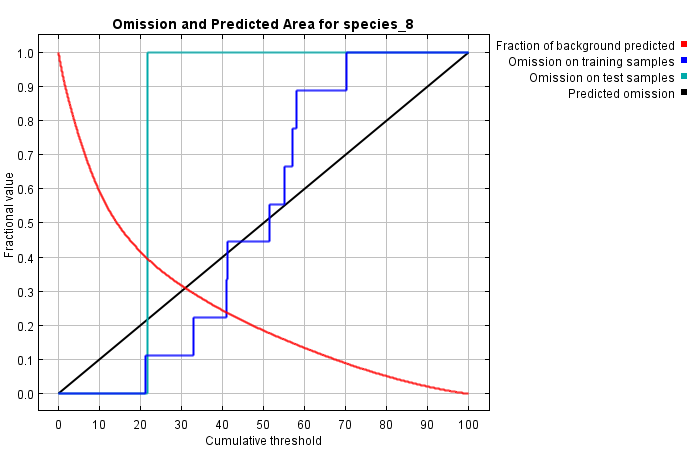 Omission and Predicted Area for species_8
Fraction of background predicted
Omission on training samples
Omission on test samples
Predicted omission
Fractional value
1.0
0.9
0.8
0.7
0.6
0.5
0.4
0.3
0.2
0.1
0.0
0 10 20 30 40 50 60 70 80 90 100
Cumulative threshold